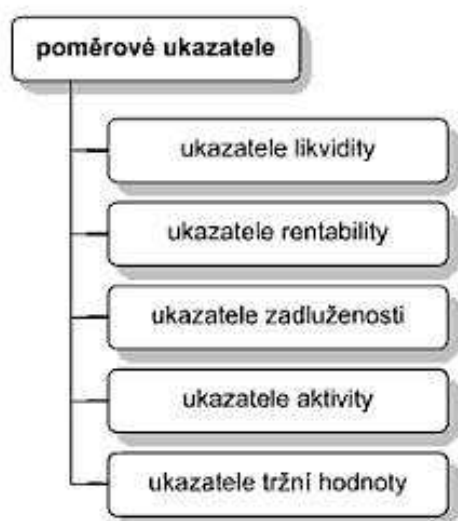 poměrové ukazatele
ukazatele likvidity
ukazatele rentability
ukazatele zadluženosti
ukazatele aktivity
ukazatele tržní hodnoty